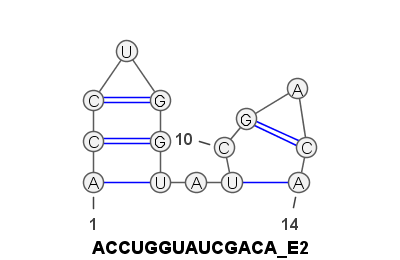 U
A
C G
G
C G 10 C C
A U A U A
1 14
ACCUGGUAUCGACA_E2